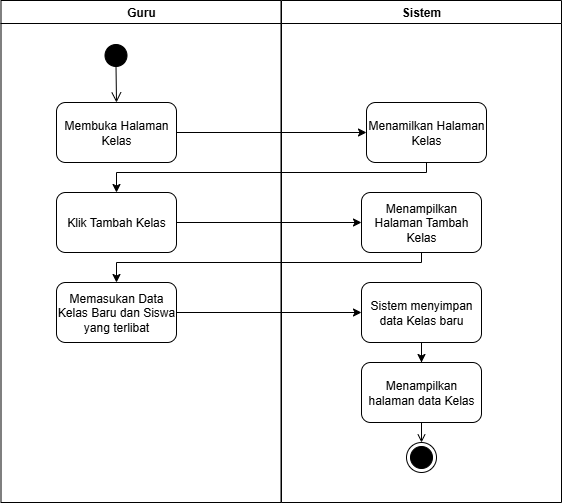 Guru
Sistem
Membuka Halaman
Kelas
Menamilkan Halaman
Kelas
Klik Tambah Kelas
Menampilkan
Halaman Tambah
Kelas
Memasukan Data
Kelas Baru dan Siswa
yang terlibat
Sistem menyimpan
data Kelas baru
Menampilkan
halaman data Kelas